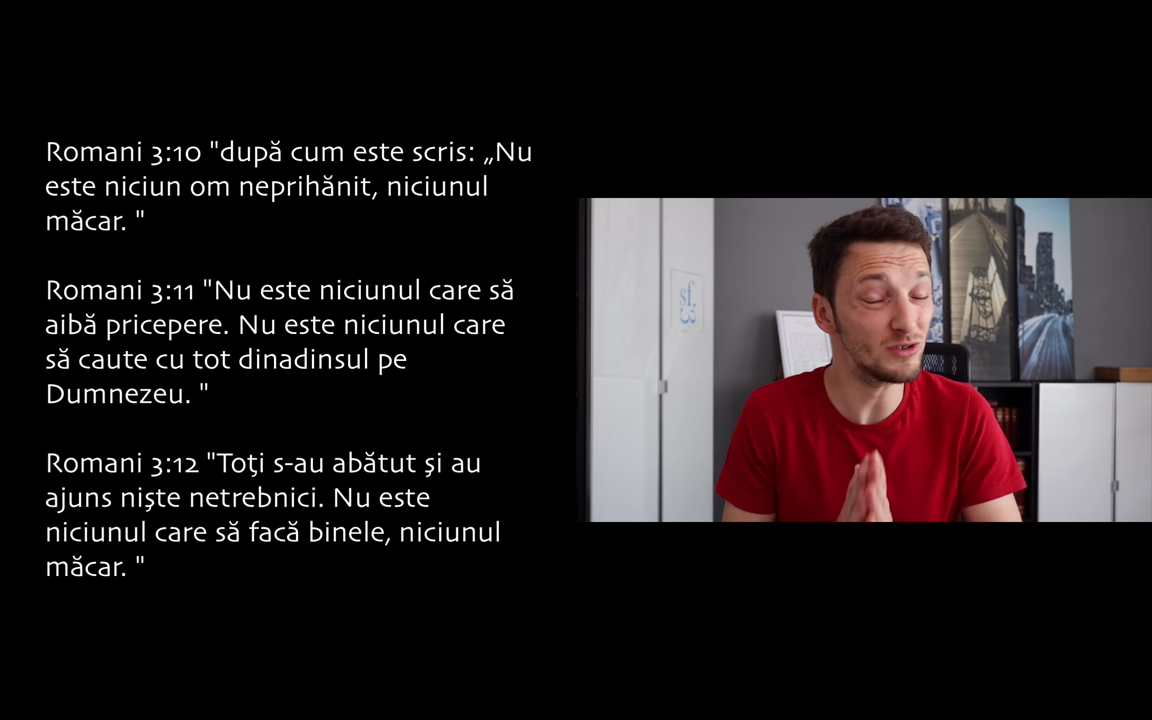 Romani 3:10 "după cum este scris: „Nu
este niciun om neprihănit, niciunul
măcar. "
Romani 3:11 "Nu este niciunul care să
aibă pricepere. Nu este niciunul care
să caute cu tot dinadinsul pe
Dumnezeu. "
Romani 3:12 "Toţi s-au abătut şi au
ajuns nişte netrebnici. Nu este
niciunul care să facă binele, niciunul
măcar. "